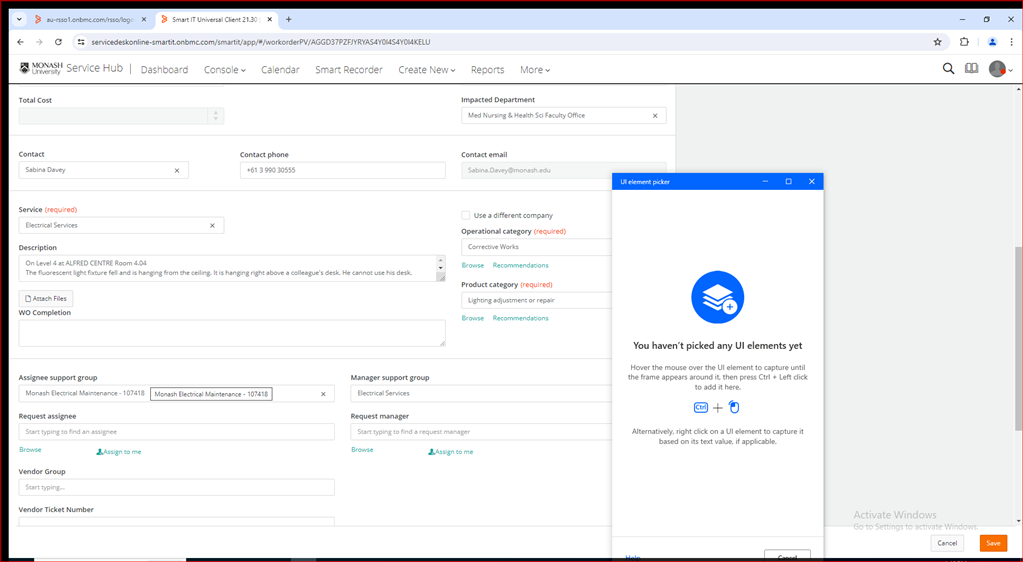 au-rsso1.onbmc.com/rsso/log
Smart IT Universal Client 21.30
servicedeskonline-smartit.onbmc.com/smartit/app/#/workorderPV/AGGD37PZFJYRYAS4Y0I4S4Y0I4KELU
MONASH University Service Hub Dashboard Console Calendar Smart Recorder Create New Reports More
Total Cost
Impacted Department
Med Nursing & Health Sci Faculty Office
Contact
Contact phone
Contact email
Sabina Davey
+61 3 990 30555
Sabina.Davey@monash.edu
Service (required)
Electrical Services
Use a different company
Operational category (required)
Corrective Works
Browse Recommendations
Product category (required)
Lighting adjustment or repair
Browse Recommendations
Description
On Level 4 at ALFRED CENTRE Room 4.04
The fluorescent light fixture fell and is hanging from the ceiling. It is hanging right above a colleague's desk. He cannot use his desk.
Attach Files
WO Completion
Assignee support group
Monash Electrical Maintenance - 107418
Monash Electrical Maintenance - 107418
Manager support group
Electrical Services
Request assignee
Start typing to find an assignee
Browse Assign to me
Request manager
Start typing to find a request manager
Browse Assign to me
Vendor Group
Start typing...
Vendor Ticket Number
UI element picker
You haven't picked any UI elements yet
Hover the mouse over the UI element to capture until
the frame appears around it, then press Ctrl + Left click
to add it here.
Ctrl +
Alternatively, right click on a UI element to capture it
based on its text value, if applicable.
Help
Cancel
Activate Windows
Go to Settings to activate Windows.
Cancel
Save